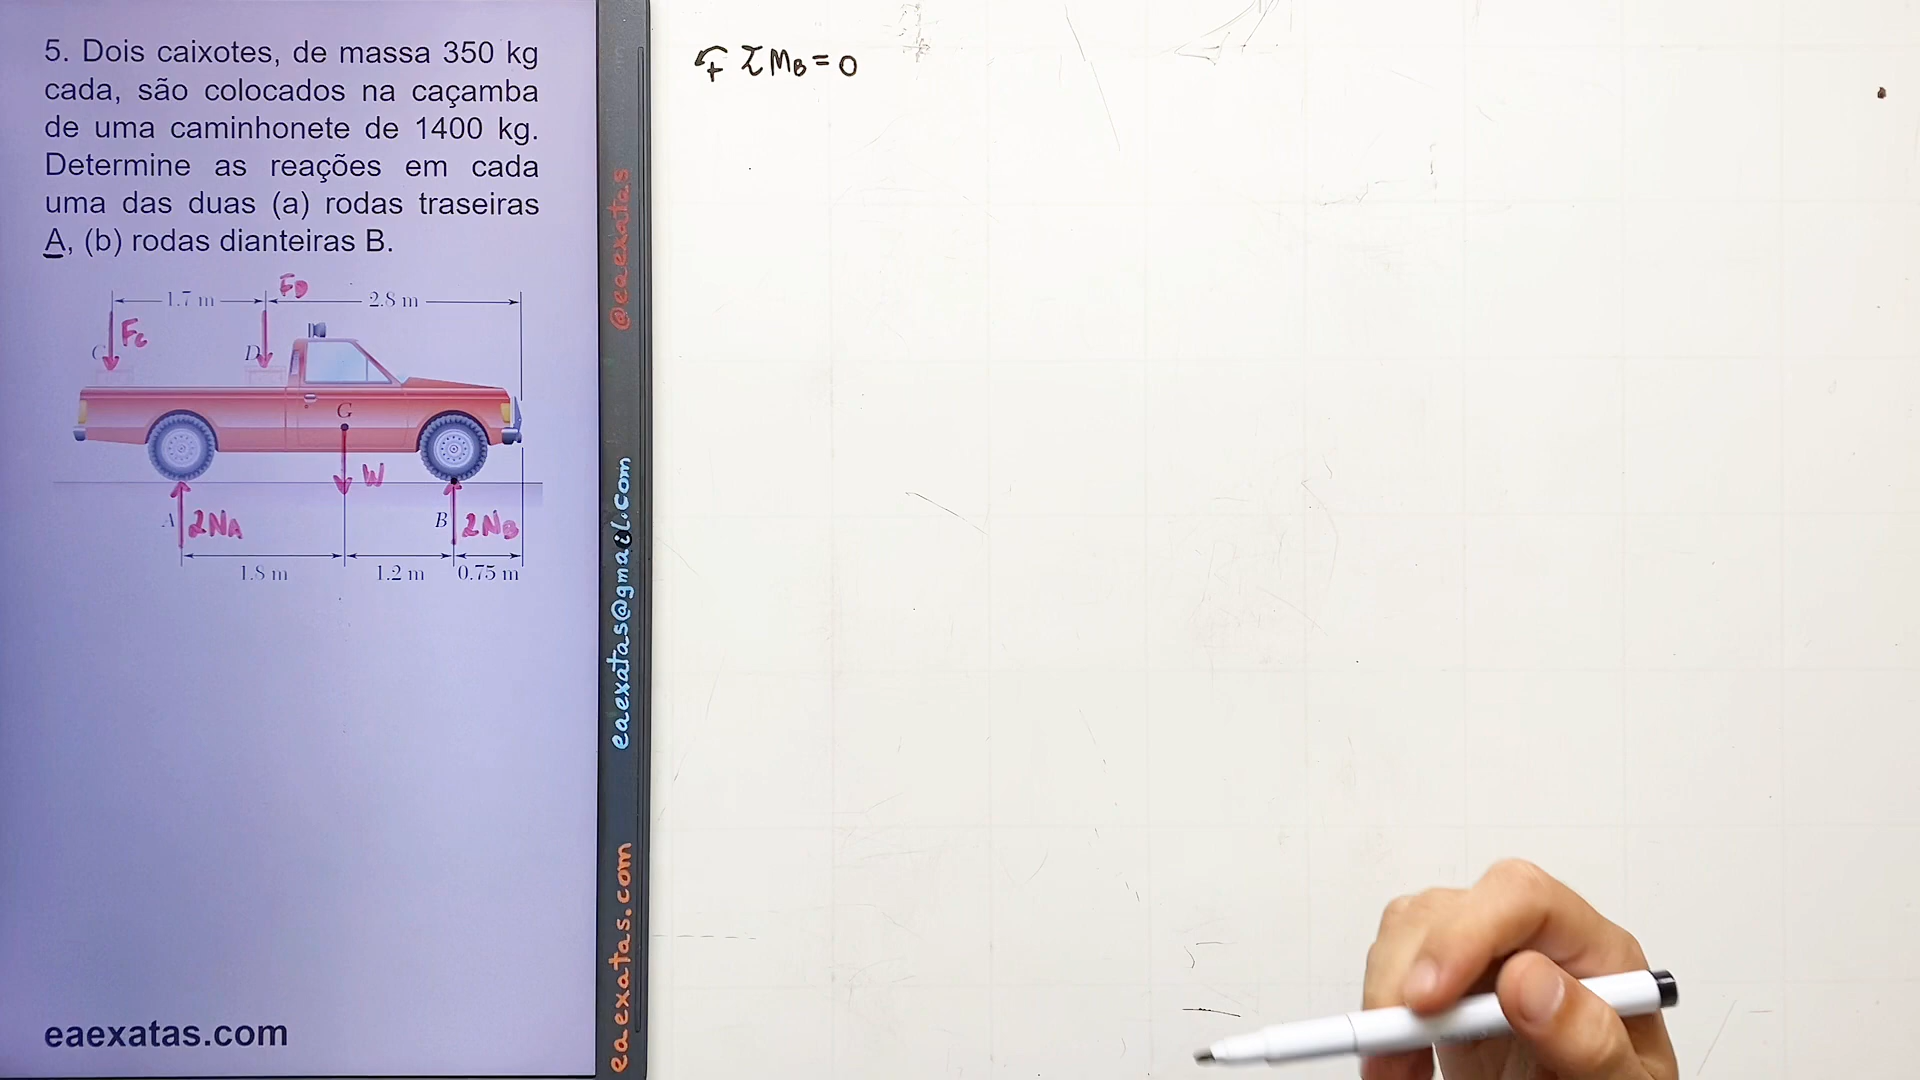 5. Dois caixotes, de massa 350 kg
cada, são colocados na caçamba
de uma caminhonete de 1400 kg.
Determine as reações em cada
uma das duas (a) rodas traseiras
A, (b) rodas dianteiras B.
1.7 m
FD
2.8 m
C
FC
D
G
W
A
2NA
B
2NB
1.8 m
1.2 m
0.75 m
eaexatas.com
@eaexatas
eaexatas@gmail.com
eaexatas.com
+ ΣMB = 0